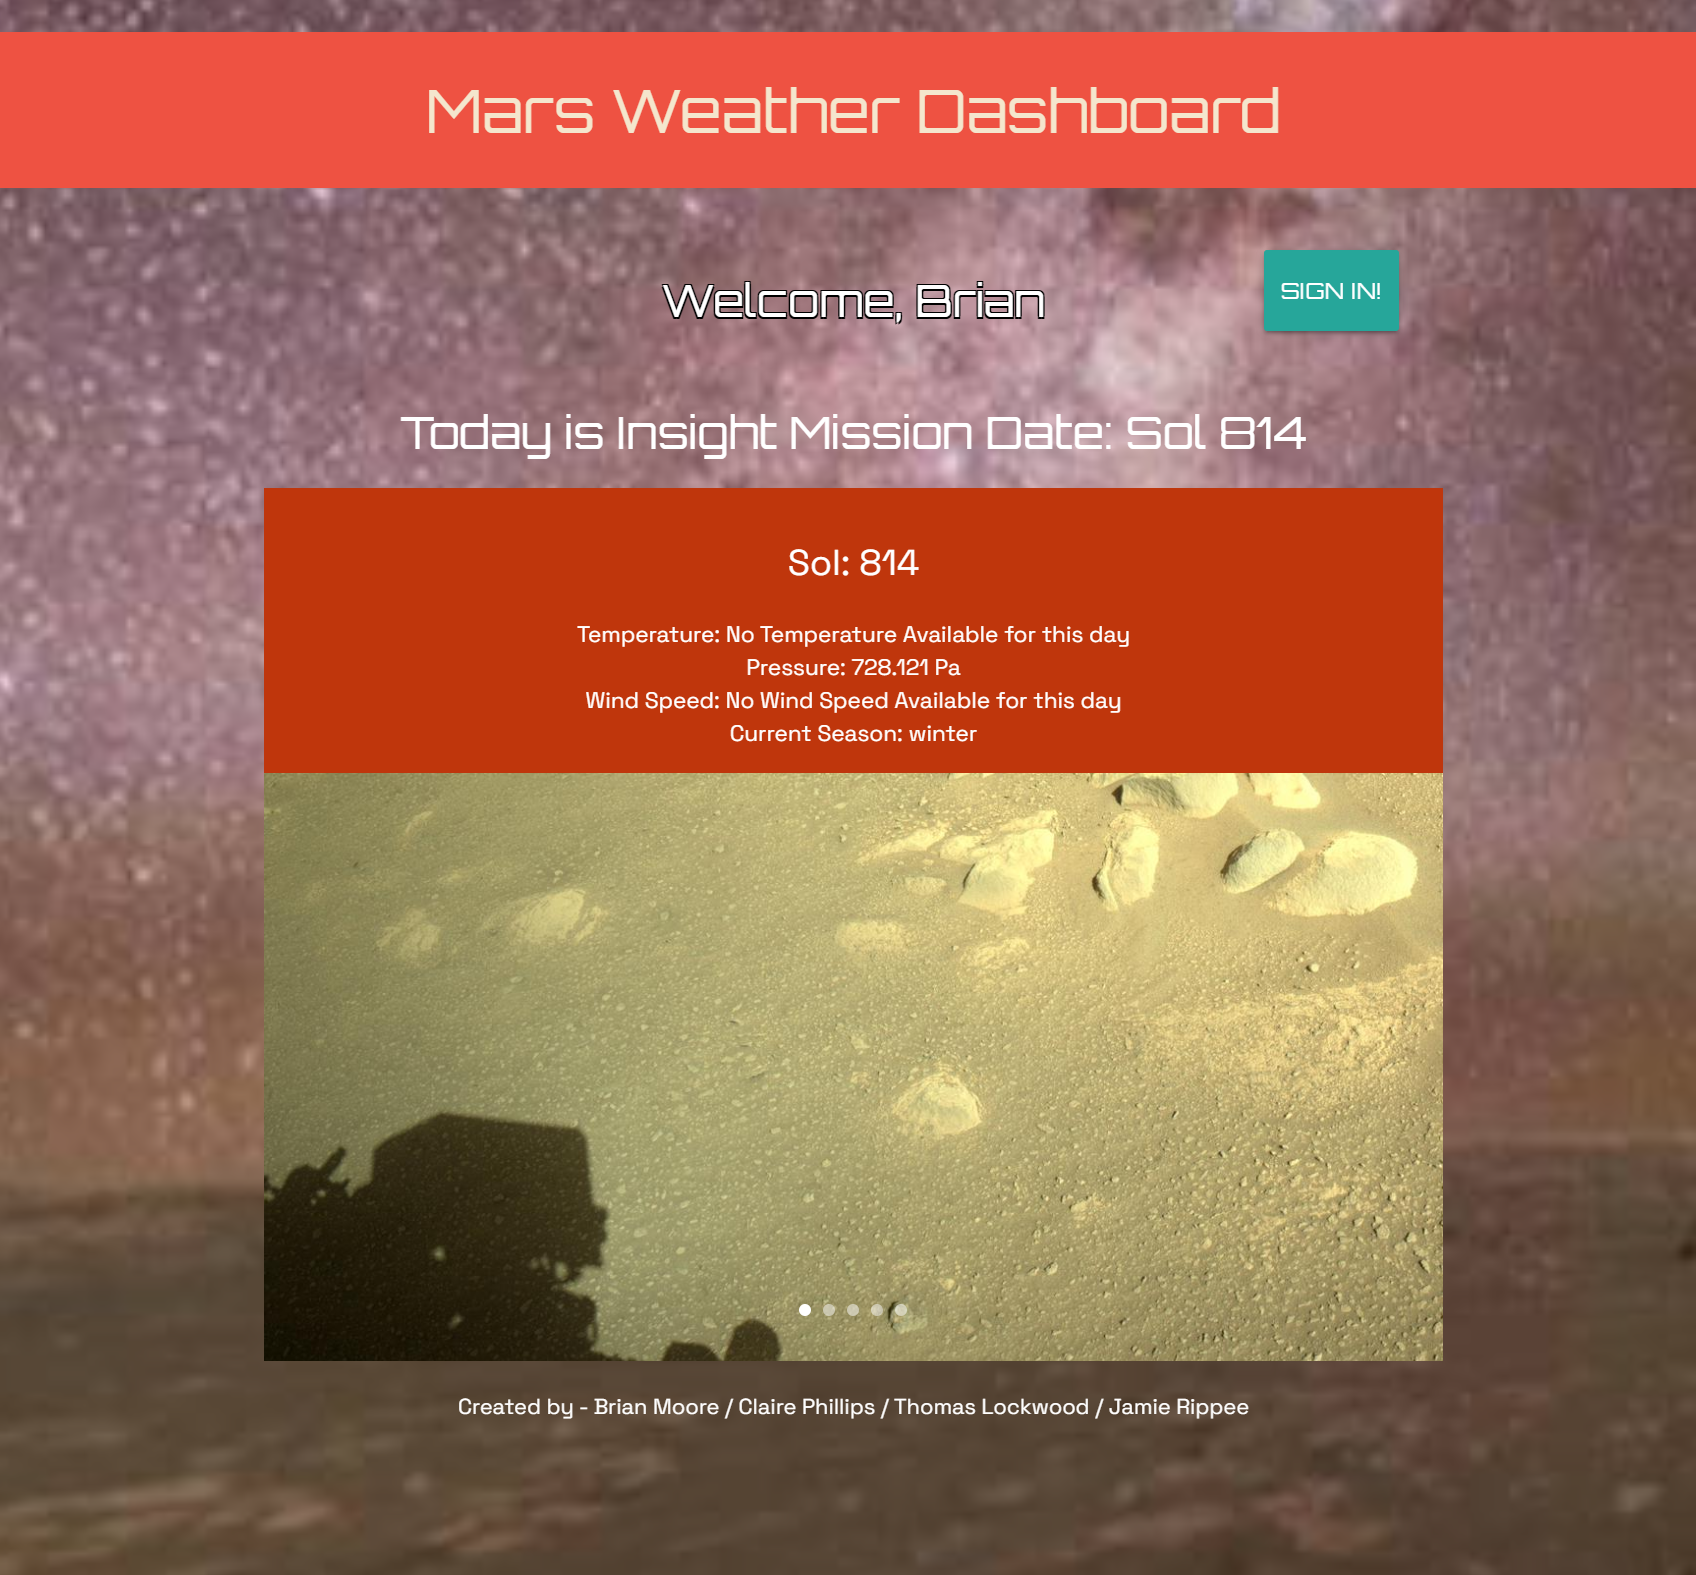 Mars Weather Dashboard
Welcome, Brian
SIGN IN!
Today is Insight Mission Date: Sol 814
Sol: 814
Temperature: No Temperature Available for this day
Pressure: 728.121 Pa
Wind Speed: No Wind Speed Available for this day
Current Season: winter
Created by - Brian Moore / Claire Phillips / Thomas Lockwood / Jamie Rippee